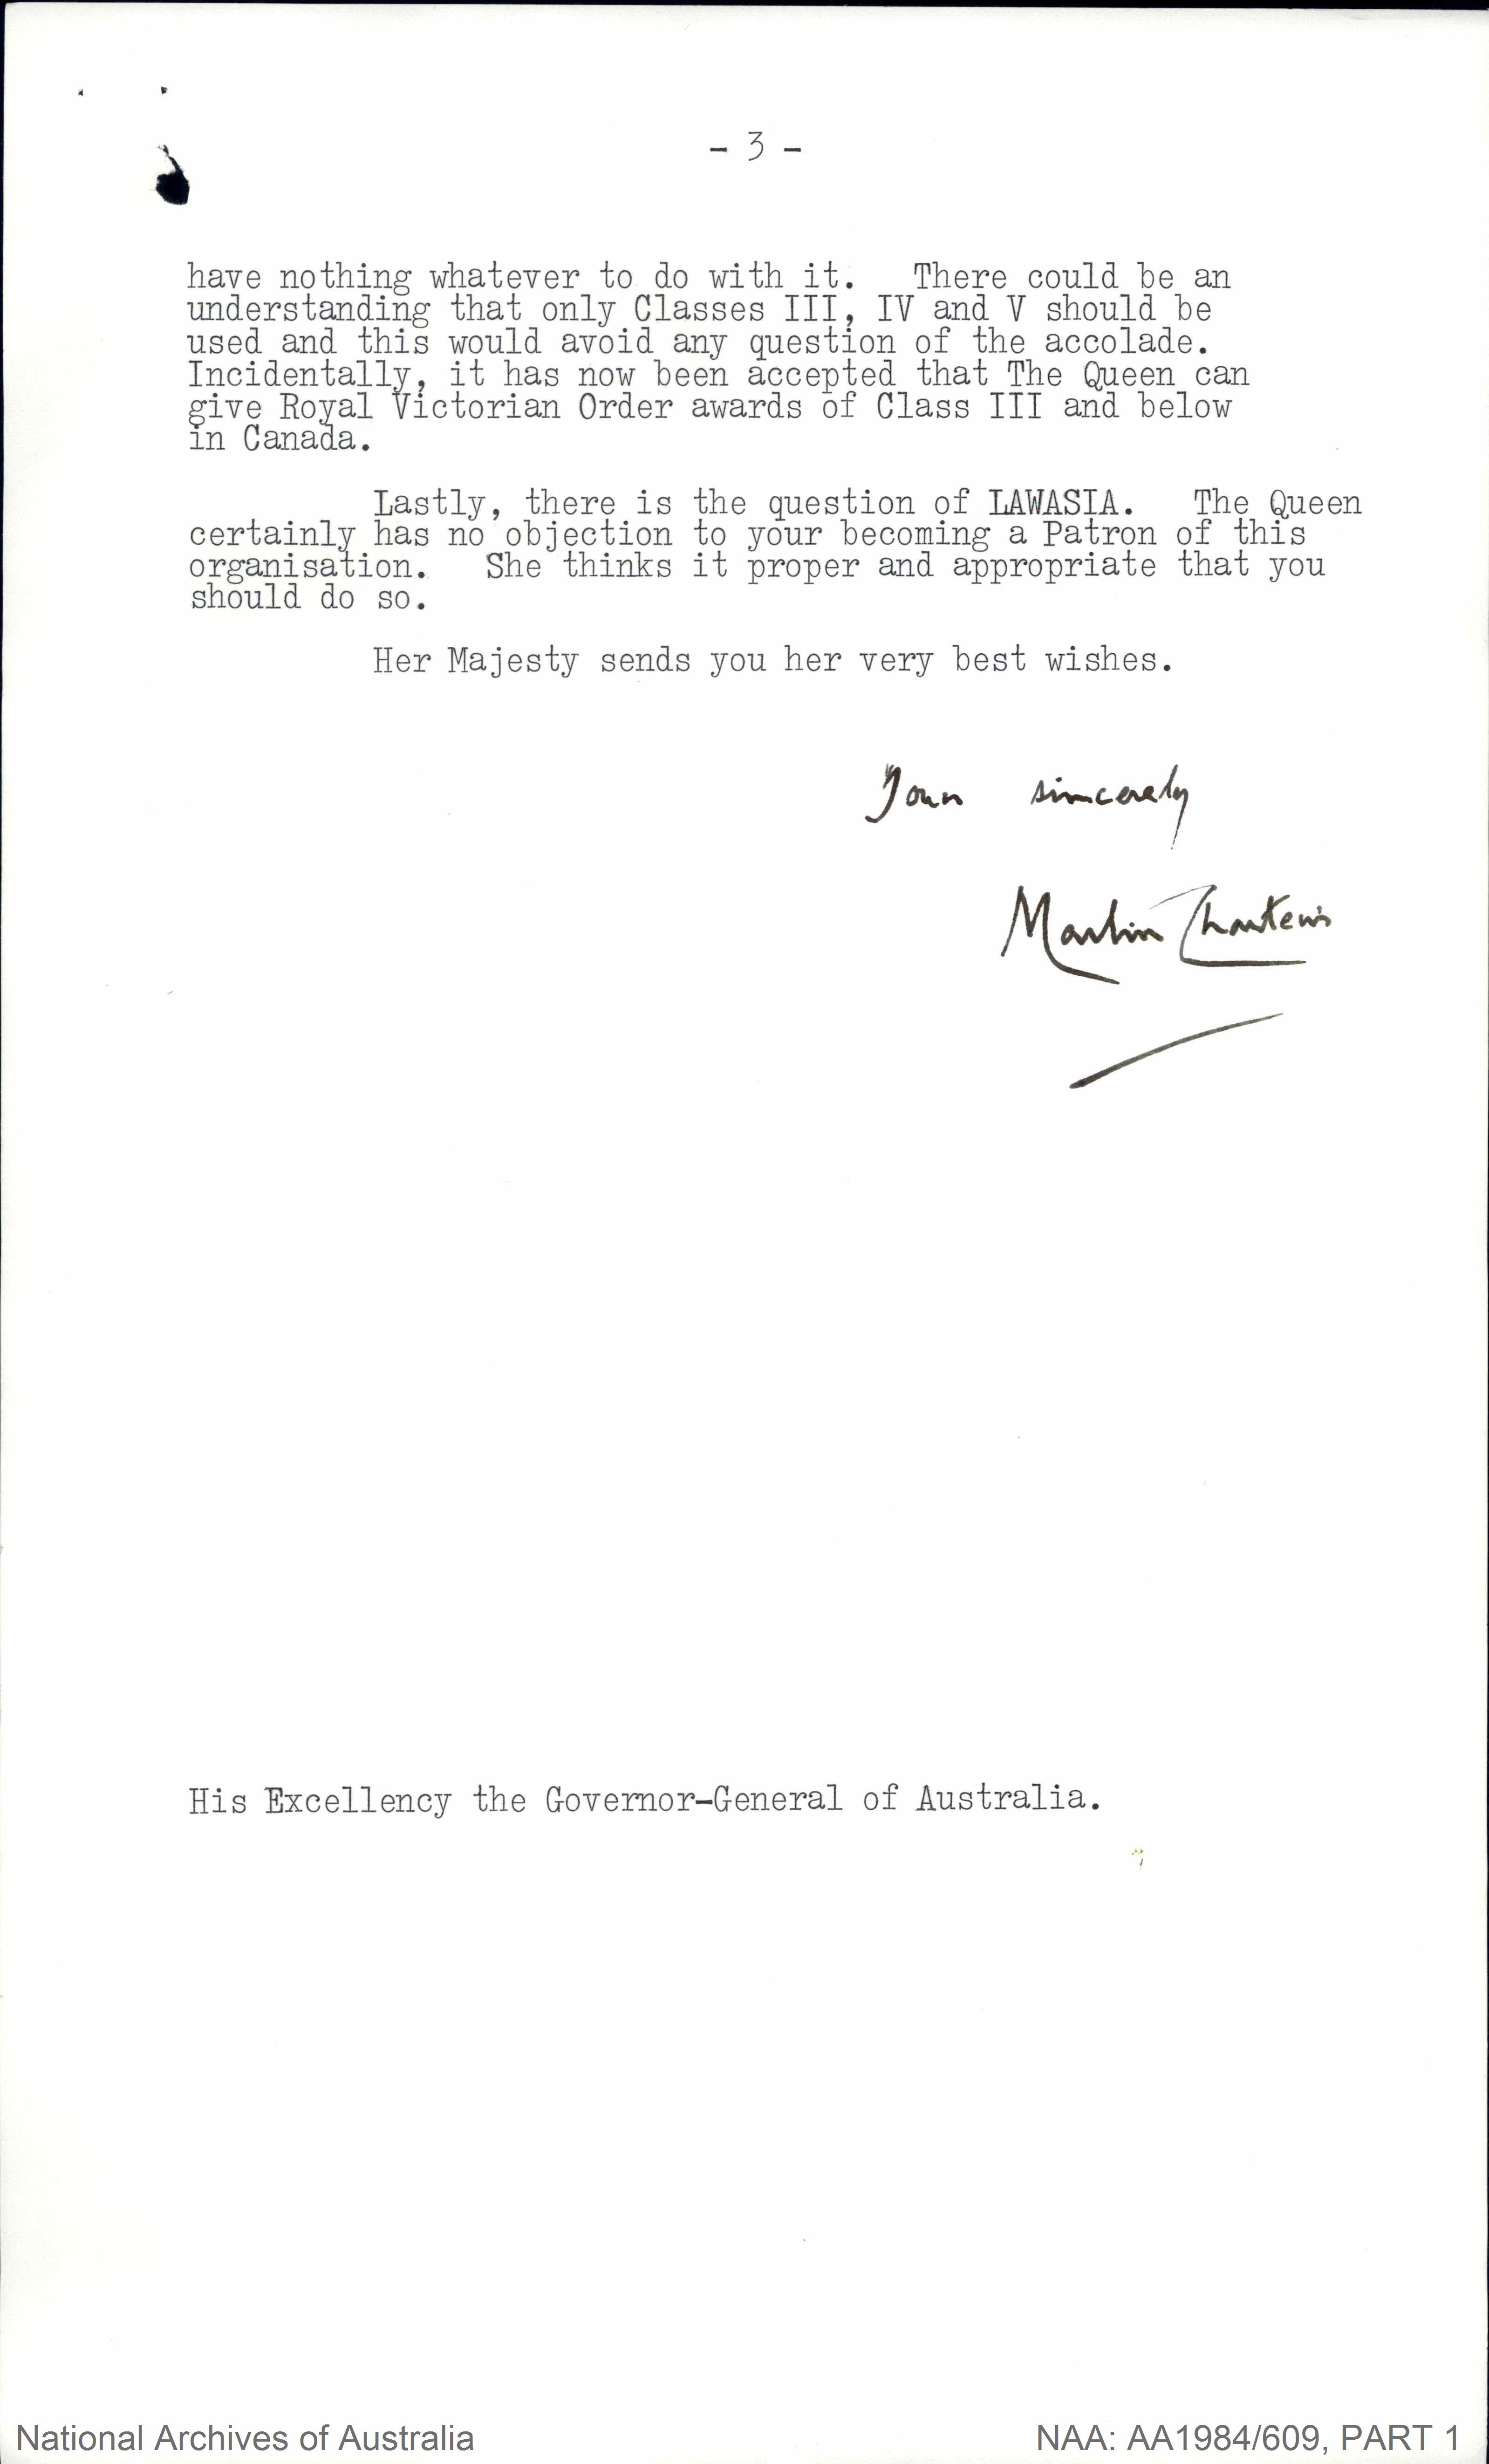 - 3 -
have nothing whatever to do with it. There could be an
understanding that only Classes III, IV and V should be
used and this would avoid any question of the accolade.
Incidentally, it has now been accepted that The Queen can
give Royal Victorian Order awards of Class III and below
in Canada.
Lastly, there is the question of LAWASIA. The Queen
certainly has no objection to your becoming a Patron of this
organisation. She thinks it proper and appropriate that you
should do so.
Her Majesty sends you her very best wishes.
Yours sincerely
Martin Charteris
His Excellency the Governor-General of Australia.
National Archives of Australia
NAA: AA1984/609, PART 1